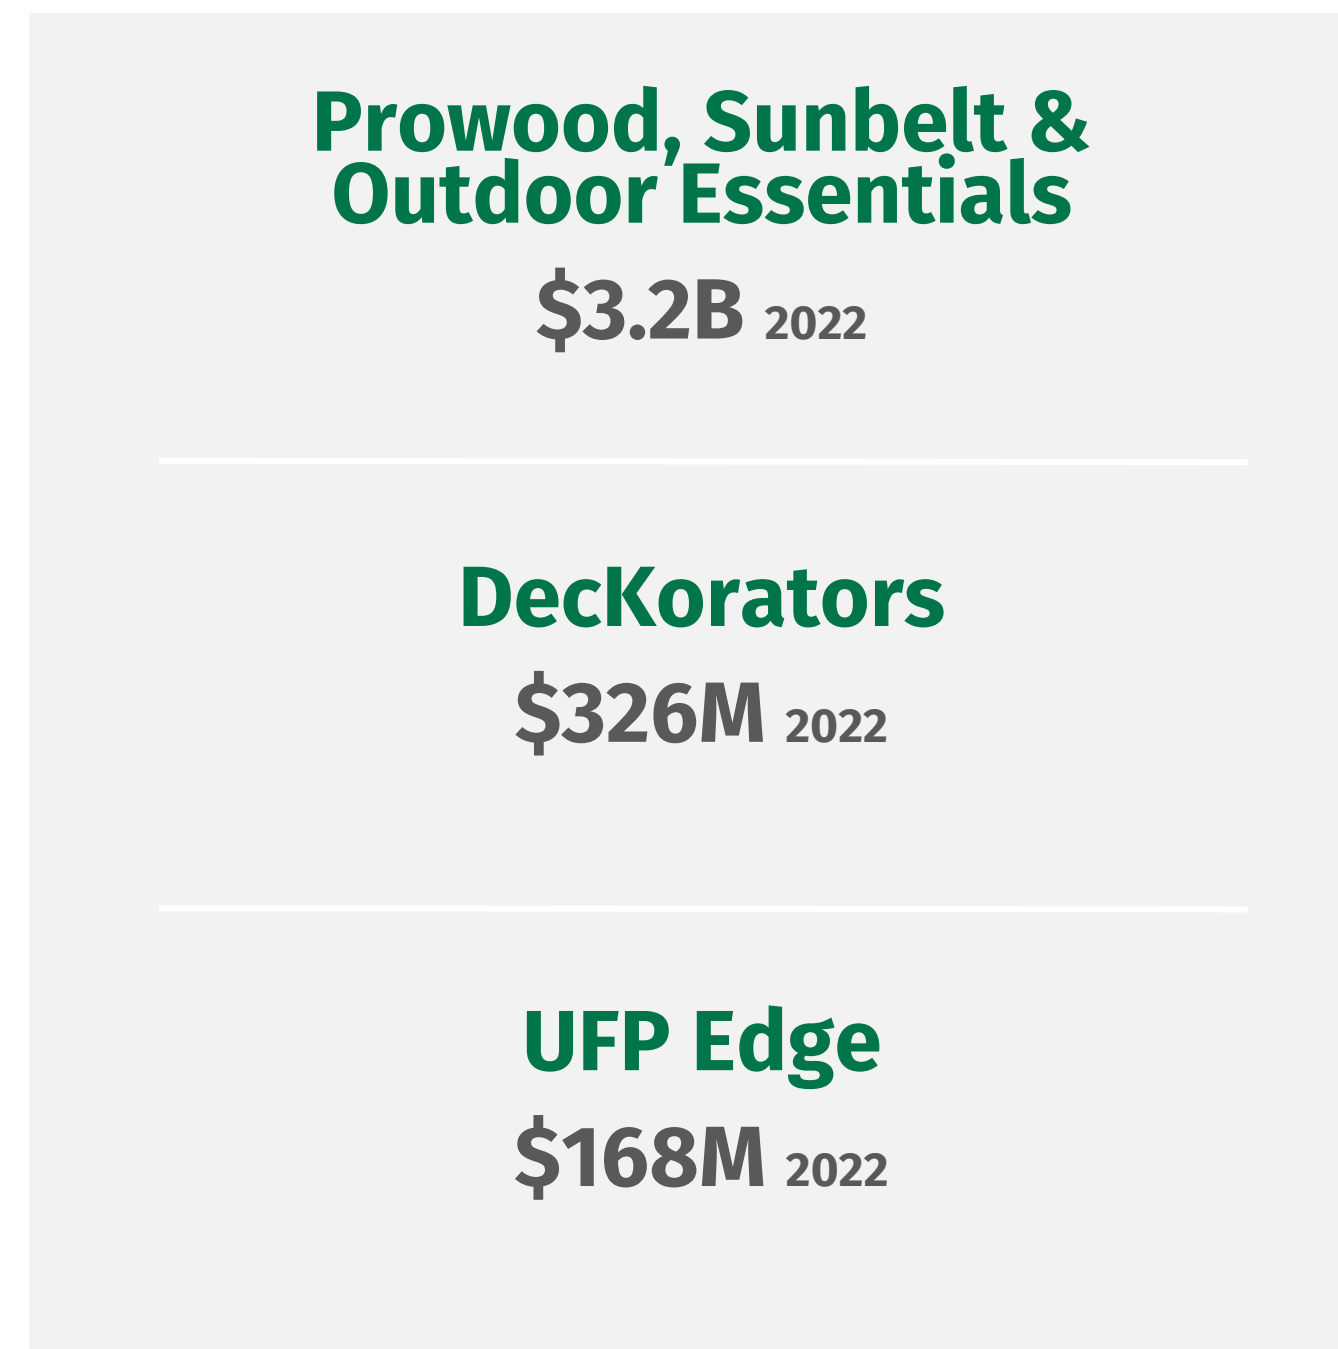 Prowood, Sunbelt &
Outdoor Essentials
$3.2B 2022
DecKorators
$326M 2022
UFP Edge
$168M 2022